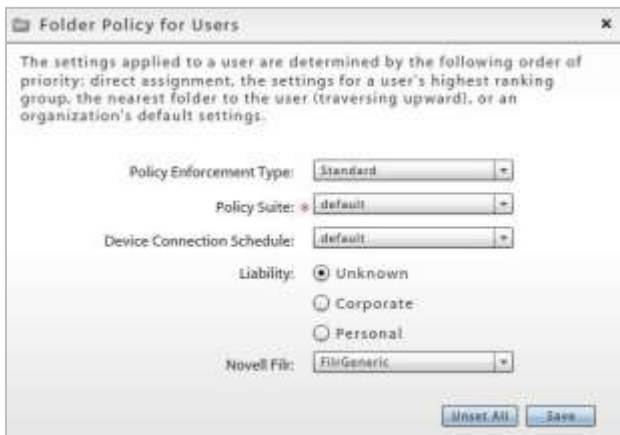 Folder Policy for Users
The settings applied to a user are determined by the following order of
priority: direct assignment, the settings for a user's highest ranking
group, the nearest folder to the user (traversing upward), or an
organization's default settings.
Policy Enforcement Type: Standard
Policy Suite: * default
Device Connection Schedule: default
Liability: Unknown
Corporate
Personal
Novell Filr: FilrGeneric
Unset All Save